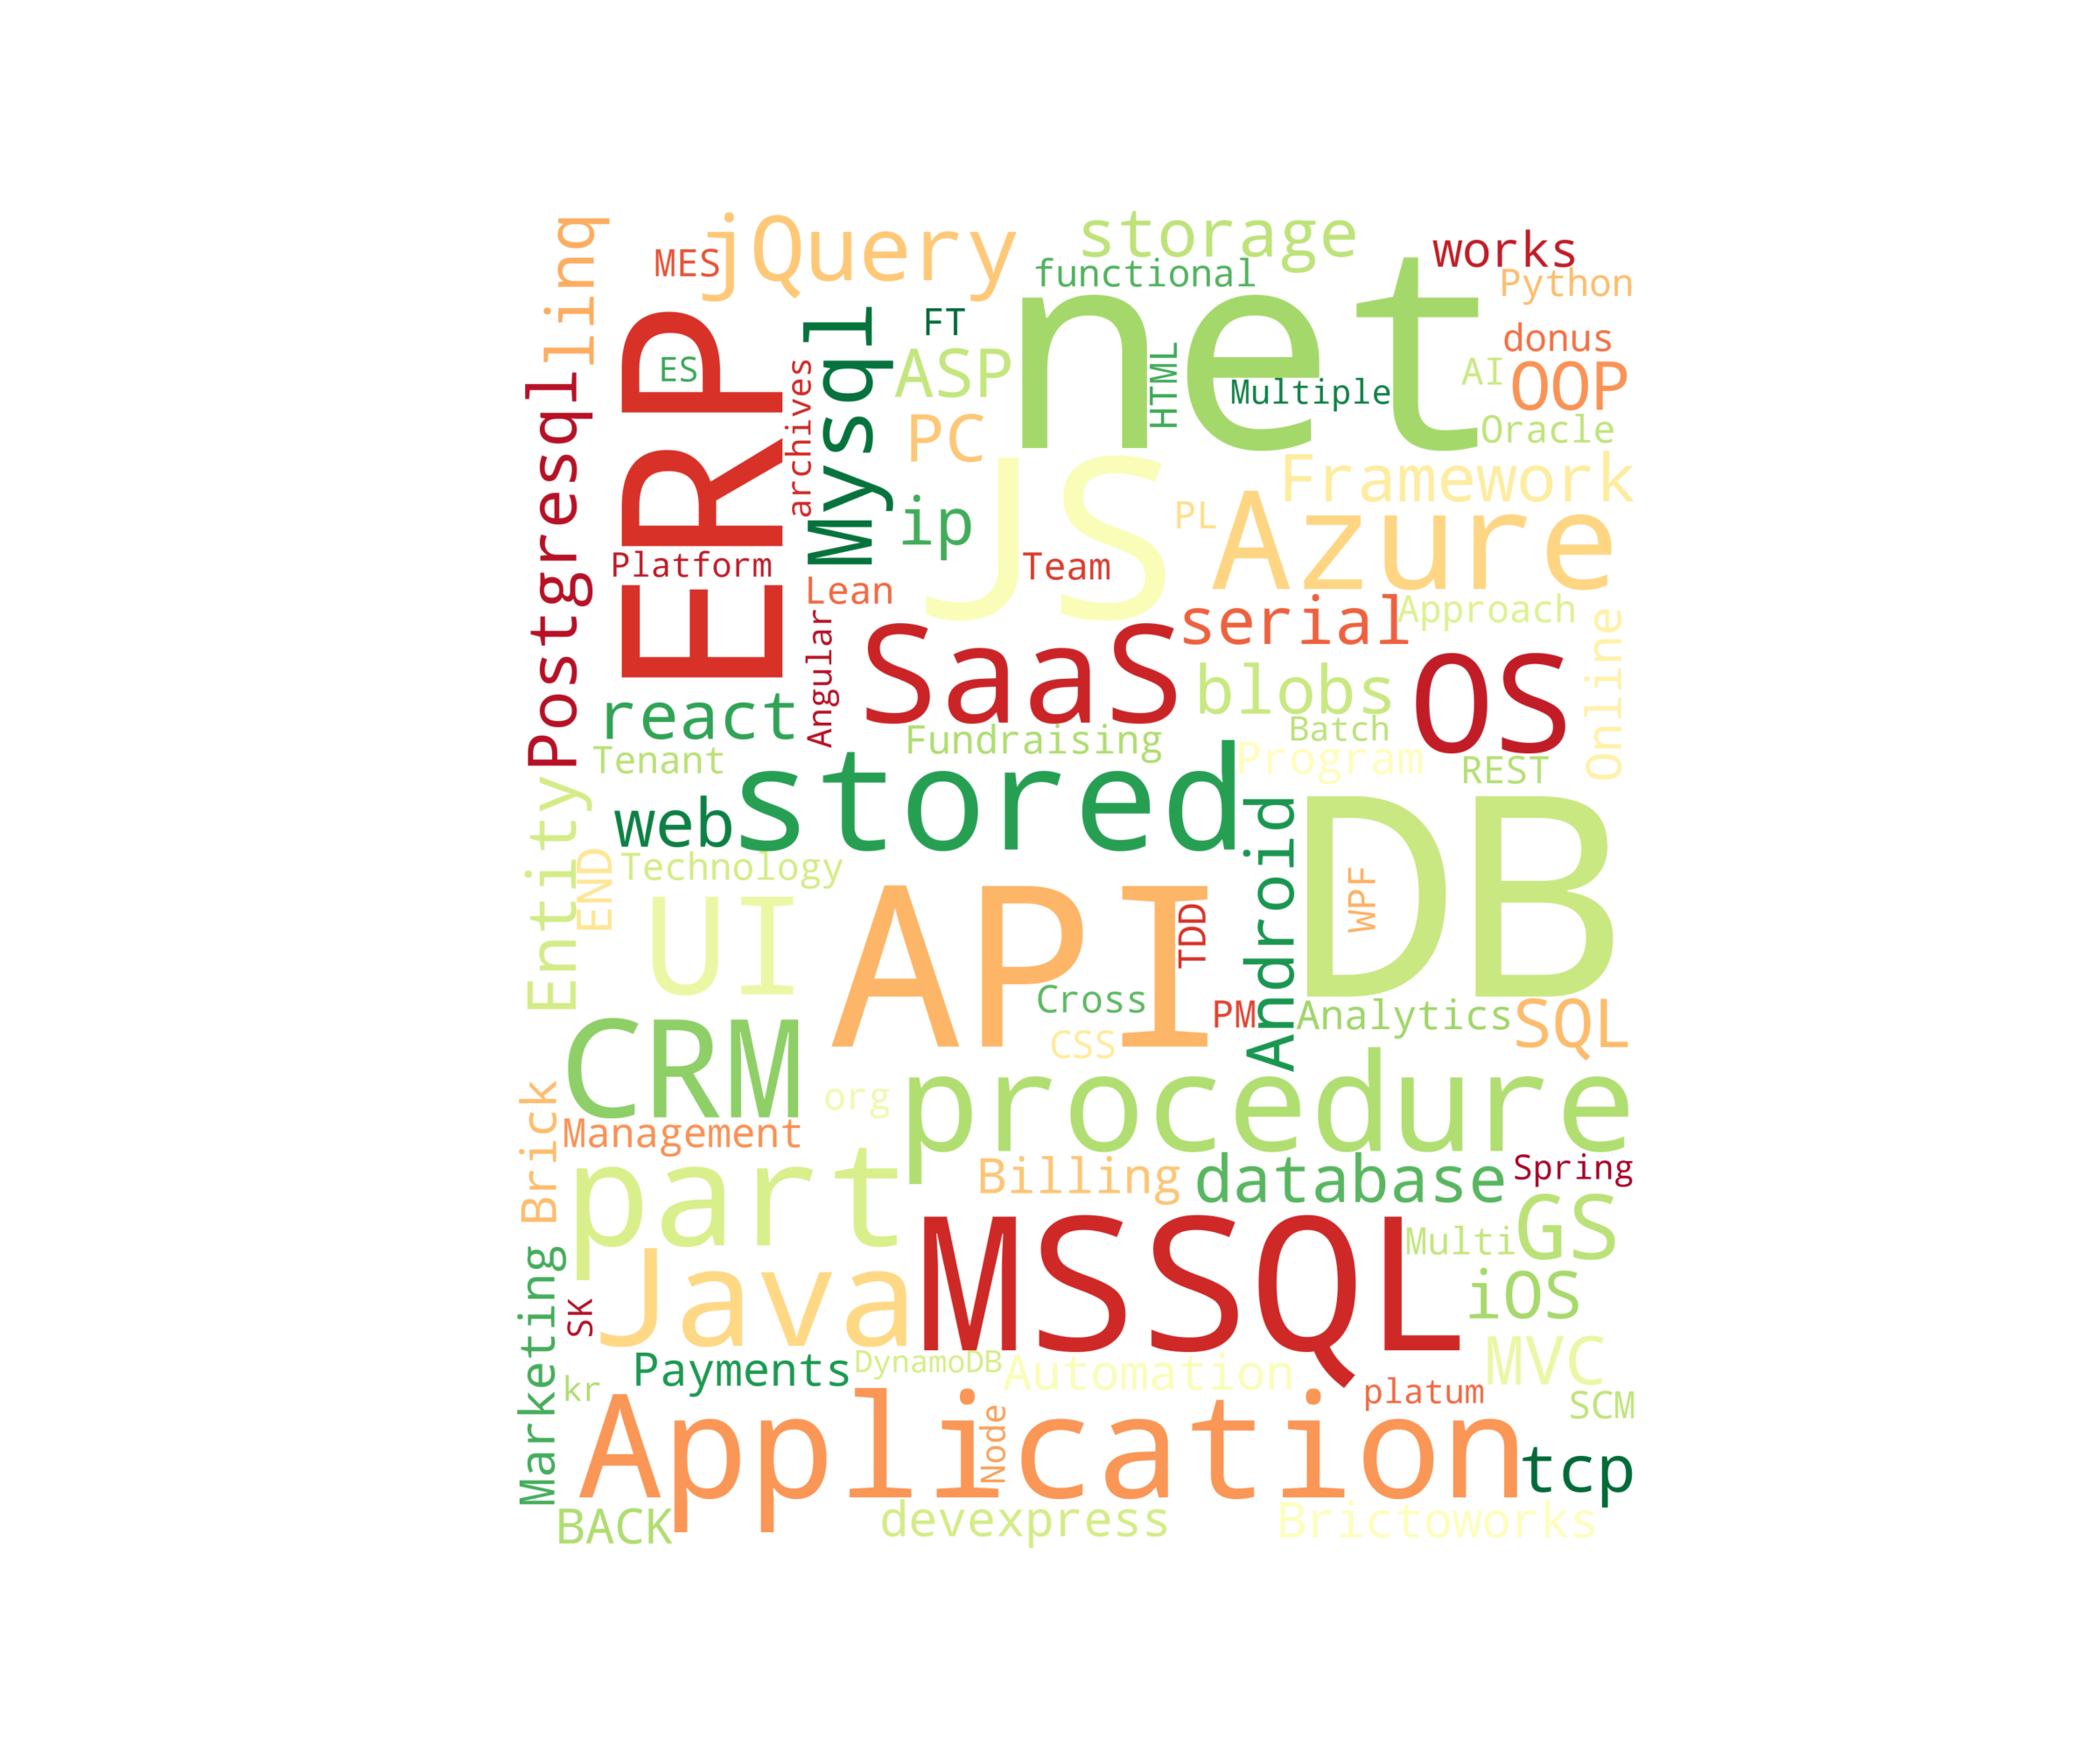 jQuery
storage
works
MES
functional
Python
linq
net
FT
donus
ERP
Mysql
ASP
HTML
Multiple
AI
OOP
ES
archives
PC
Oracle
Postgresql
JS
Framework
ip
PL
Azure
Platform
Team
Lean
serial
Approach
Angular
SaaS
blobs
OS
Online
react
Fundraising
Batch
Tenant
Program
REST
stored
web
Entity
END
Technology
Android
DB
WPF
UI
API
TDD
Cross
PM
Analytics
SQL
CSS
CRM
org
procedure
Brick
Management
part
Billing
database
Spring
GS
Multi
MSSQL
Java
iOS
Marketing
SK
MVC
Payments
DynamoDB
Automation
platum
kr
SCM
Application
Node
tcp
BACK
devexpress
Brictoworks